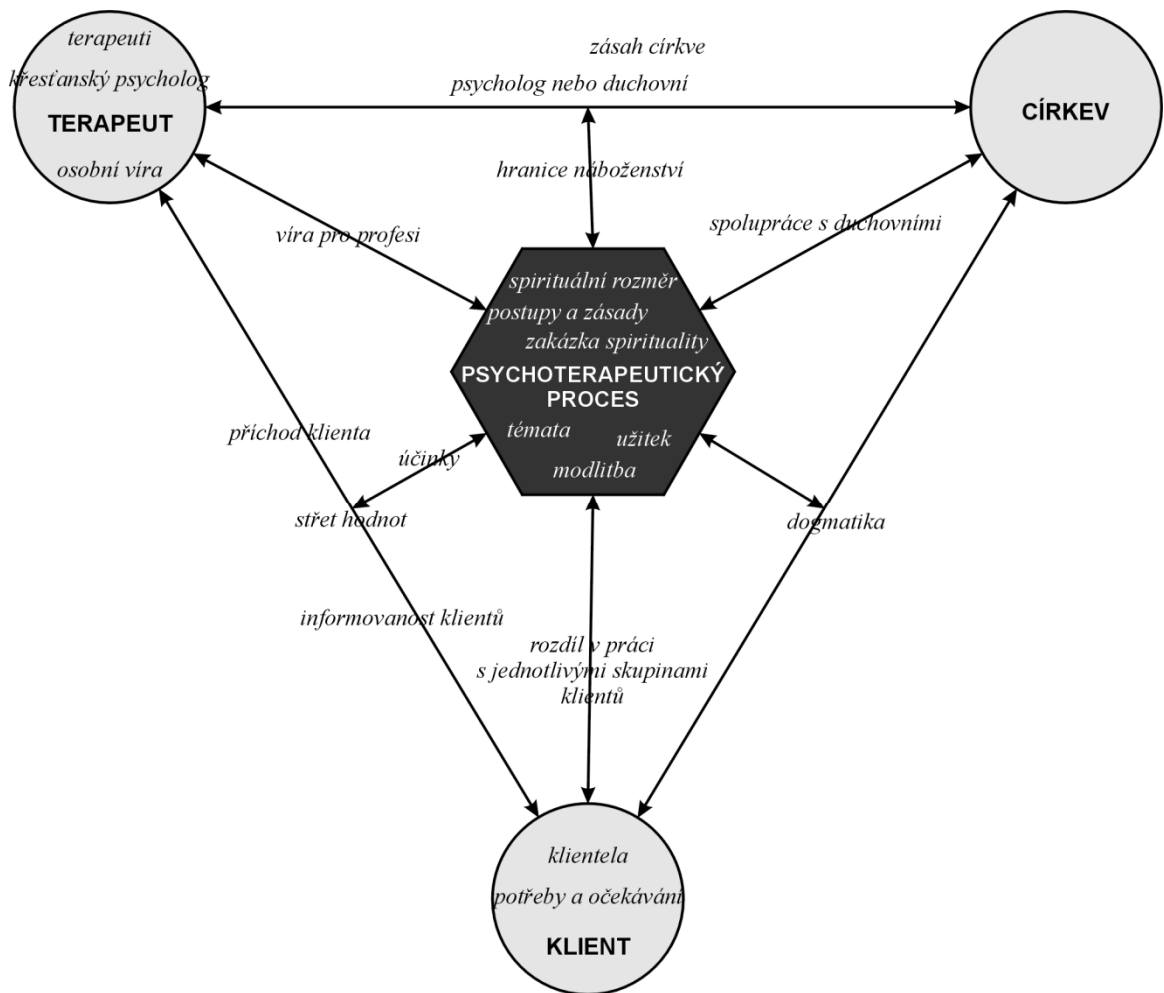 terapeuti
křesťanský psycholog
TERAPEUT
osobní víra
zásah církve
psycholog nebo duchovní
CÍRKEV
hranice náboženství
víra pro profesi
spolupráce s duchovními
spirituální rozměr
postupy a zásady
zakázka spirituality
PSYCHOTERAPEUTICKÝ
PROCES
témata
užitek
modlitba
příchod klienta
účinky
střet hodnot
dogmatika
informovanost klientů
rozdíl v práci
s jednotlivými skupinami
klientů
klientela
potřeby a očekávání
KLIENT